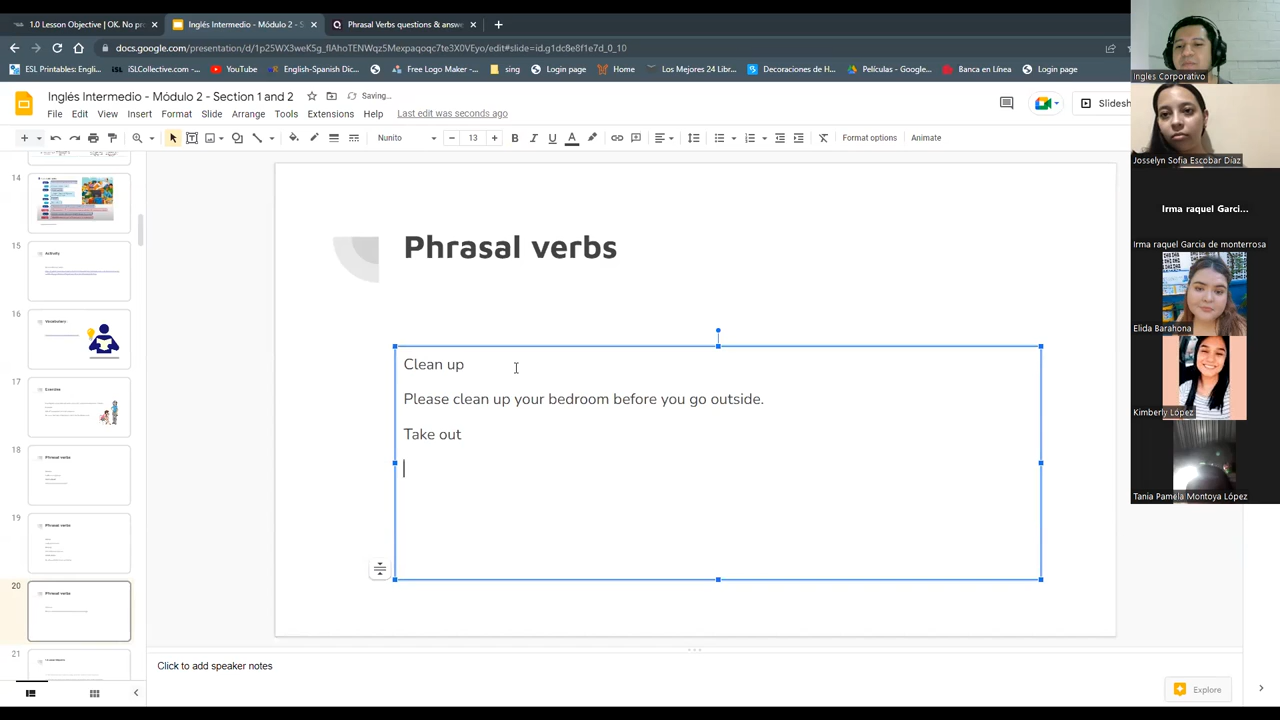 1.0 Lesson Objective | OK. No pro
Inglés Intermedio - Módulo 2 - S
Phrasal Verbs questions & answe
docs.google.com/presentation/d/1p25WX3weK5g_flAhoTENWqz5Mexpaqoqc7te3X0VEyo/edit#slide=id.g1dc8e8f1e7d_0_10
ESL Printables: Engli...
iSLCollective.com -...
YouTube
English-Spanish Dic...
Login page
Free Logo Maker -...
sing
Login page
Home
Los Mejores 24 Libr...
Decoraciones de H...
Películas - Google...
Banca en Línea
Login page
Inglés Intermedio - Módulo 2 - Section 1 and 2
Saving...
File Edit View Insert Format Slide Arrange Tools Extensions Help
Last edit was seconds ago
Slidesh
Nunito
13
Format options
Animate
14
15
Activity
16
Vocabulary
17
Exercise
18
Phrasal verbs
19
Phrasal verbs
20
Phrasal verbs
21
Phrasal verbs
Clean up
Please clean up your bedroom before you go outside.
Take out
Click to add speaker notes
Explore
Ingles Corporativo
Josselyn Sofia Escobar Díaz
Irma raquel Garci...
Irma raquel Garcia de monterrosa
Elida Barahona
Kimberly López
Tania Pamela Montoya López